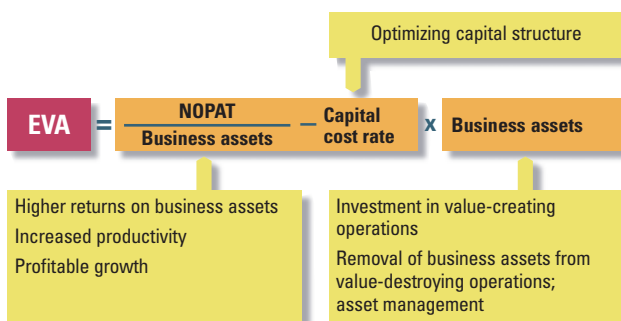 Optimizing capital structure
EVA = NOPAT
Business assets
– Capital
cost rate
x Business assets
Higher returns on business assets
Increased productivity
Profitable growth
Investment in value-creating
operations
Removal of business assets from
value-destroying operations;
asset management